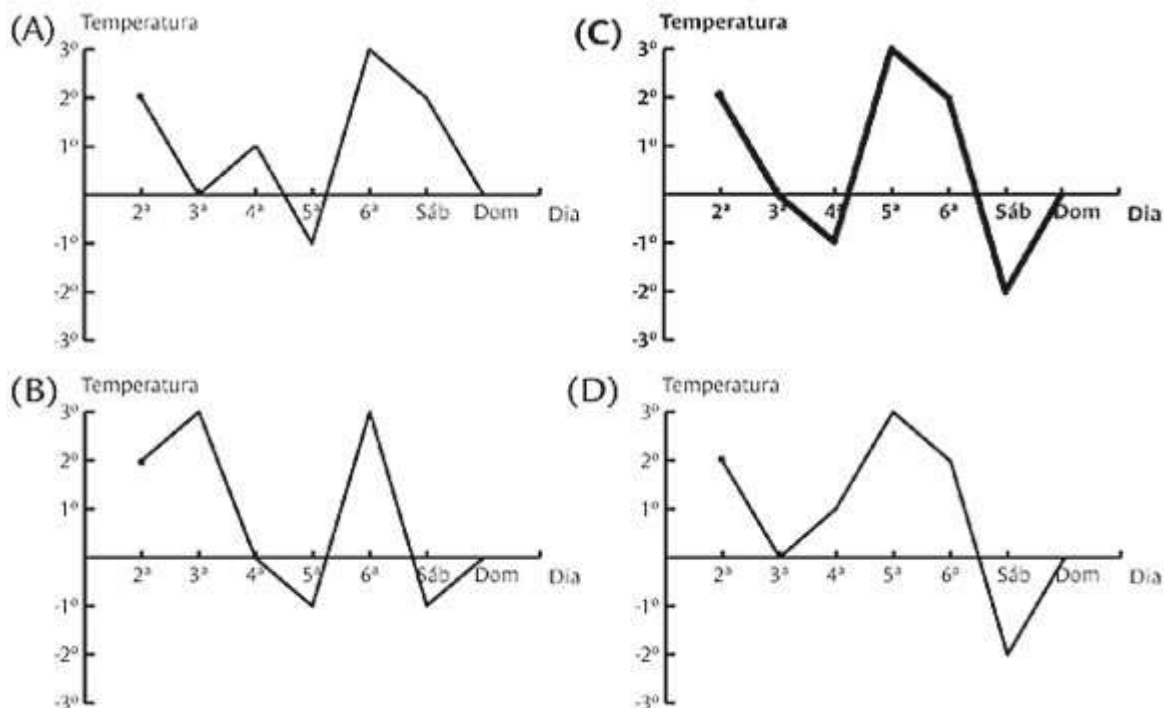 (A) Temperatura
3º
2º
1º
2ª 3ª 4ª 5ª 6ª Sáb Dom Dia
-1º
-2º
-3º
(C) Temperatura
3º
2º
1º
2ª 3ª 4ª 5ª 6ª Sáb Dom Dia
-1º
-2º
-3º
(B) Temperatura
3º
2º
1º
2ª 3ª 4ª 5ª 6ª Sáb Dom Dia
-1º
-2º
-3º
(D) Temperatura
3º
2º
1º
2ª 3ª 4ª 5ª 6ª Sáb Dom Dia
-1º
-2º
-3º